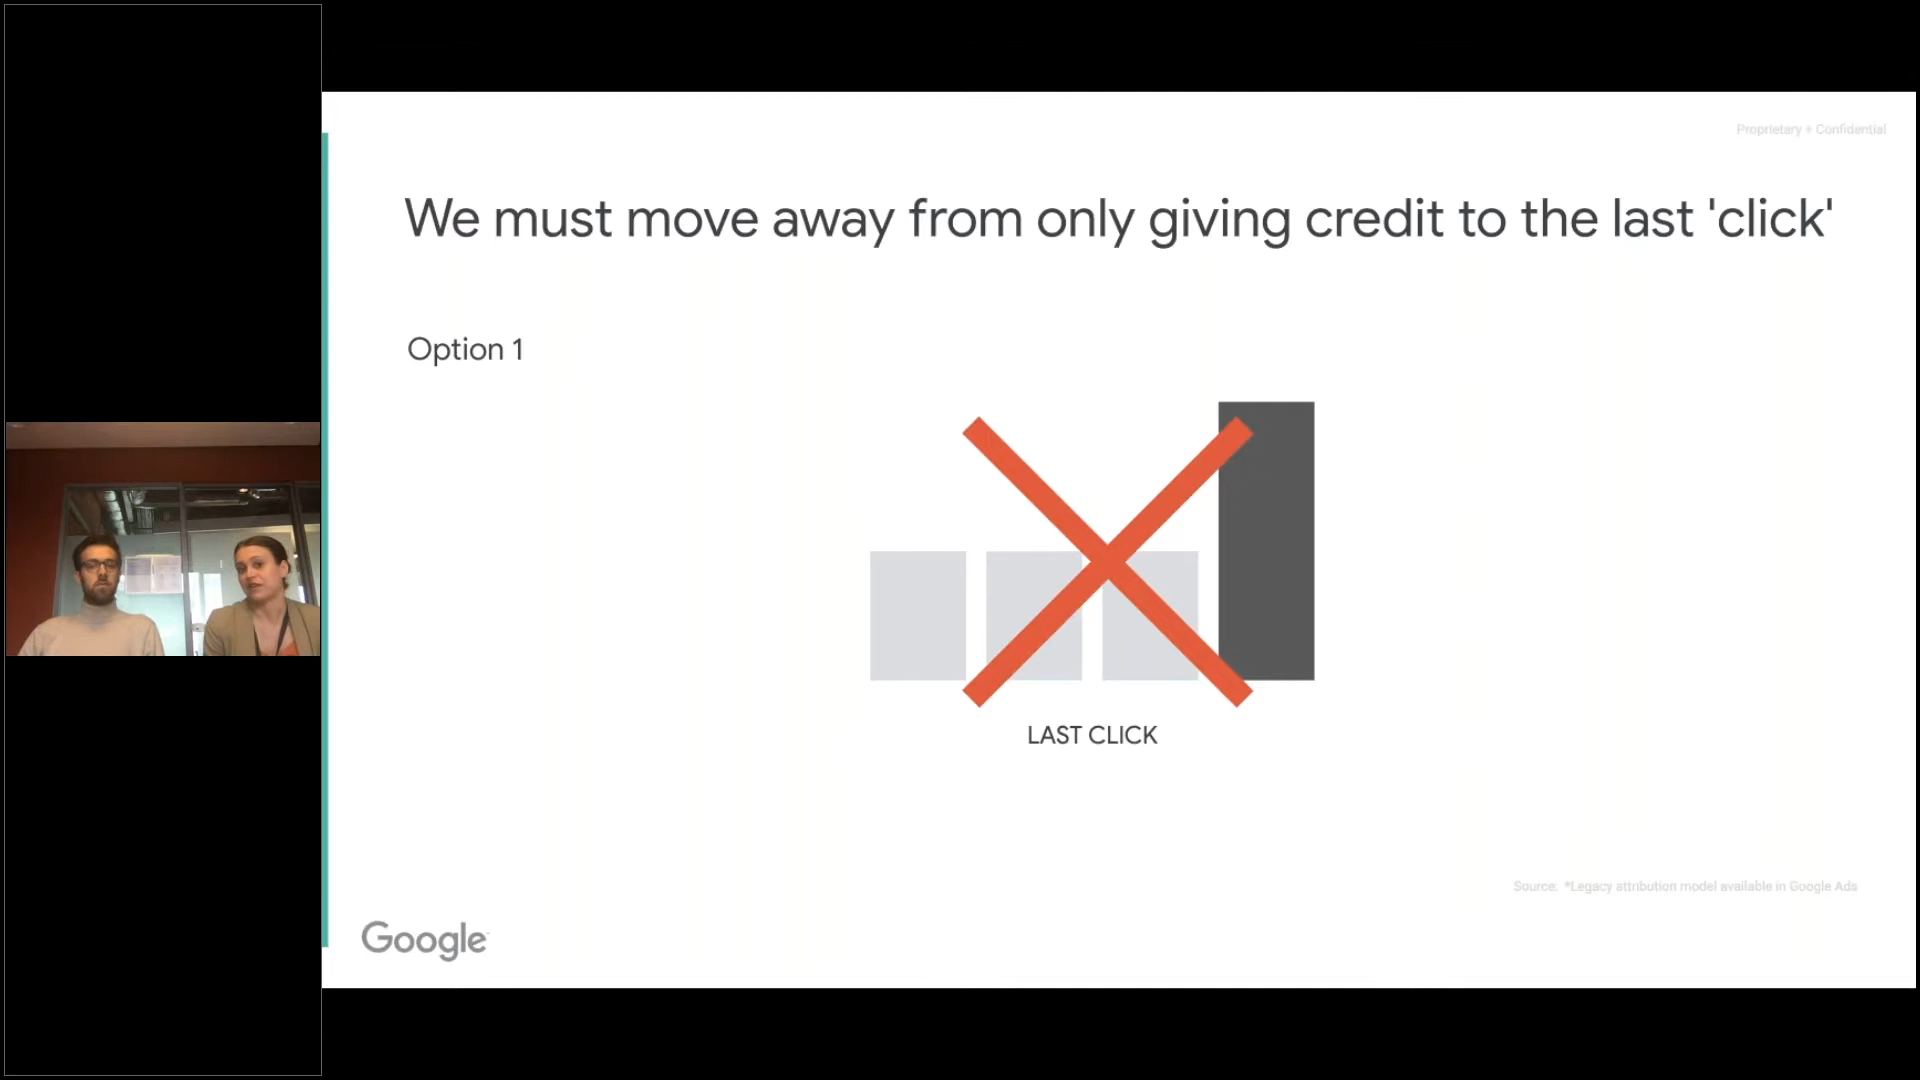 Proprietary + Confidential
We must move away from only giving credit to the last 'click'
Option 1
LAST CLICK
Source: *Legacy attribution model available in Google Ads
Google